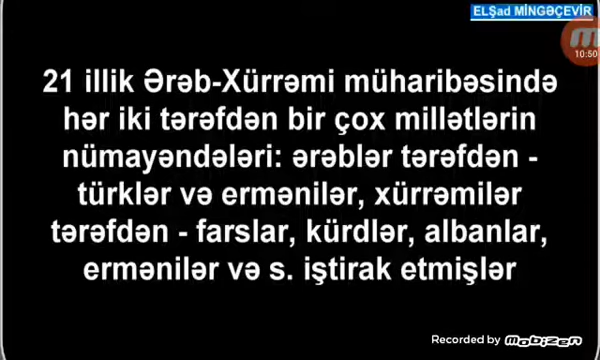 ELŞad MİNGƏÇEVİR
10:50
21 illik Ərəb-Xürrəmi müharibəsində
hər iki tərəfdən bir çox millətlərin
nümayəndələri: ərəblər tərəfdən -
türklər və ermənilər, xürrəmilər
tərəfdən - farslar, kürdlər, albanlar,
ermənilər və s. iştirak etmişlər
Recorded by mobizen